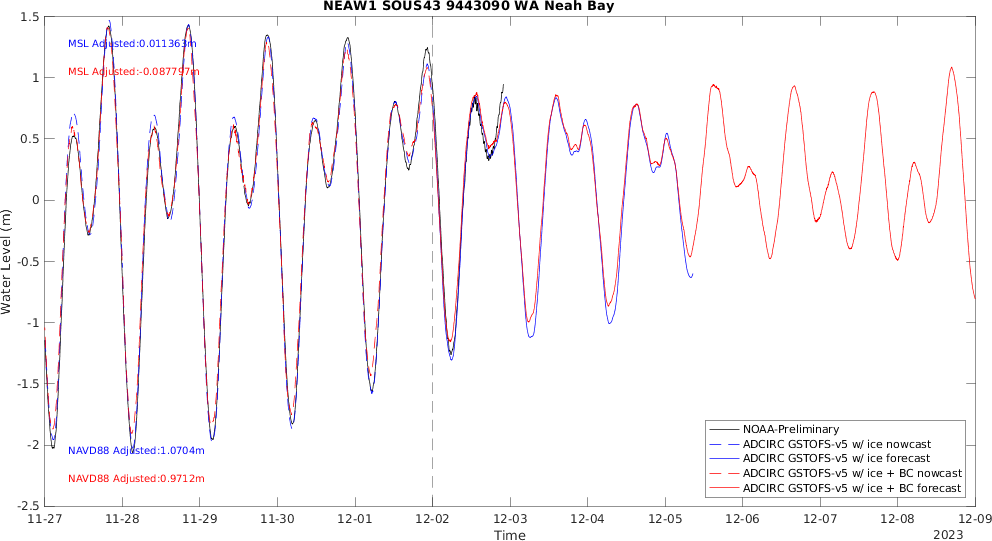 NEAW1 SOUS43 9443090 WA Neah Bay
1.5
1
0.5
0
-0.5
-1
-1.5
-2
-2.5
Water Level (m)
MSL Adjusted:0.011363m
MSL Adjusted:-0.087797m
NAVD88 Adjusted:1.0704m
NAVD88 Adjusted:0.9712m
NOAA-Preliminary
ADCIRC GSTOFS-v5 w/ ice nowcast
ADCIRC GSTOFS-v5 w/ ice forecast
ADCIRC GSTOFS-v5 w/ ice + BC nowcast
ADCIRC GSTOFS-v5 w/ ice + BC forecast
11-27 11-28 11-29 11-30 12-01 12-02 12-03 12-04 12-05 12-06 12-07 12-08 12-09
Time
2023